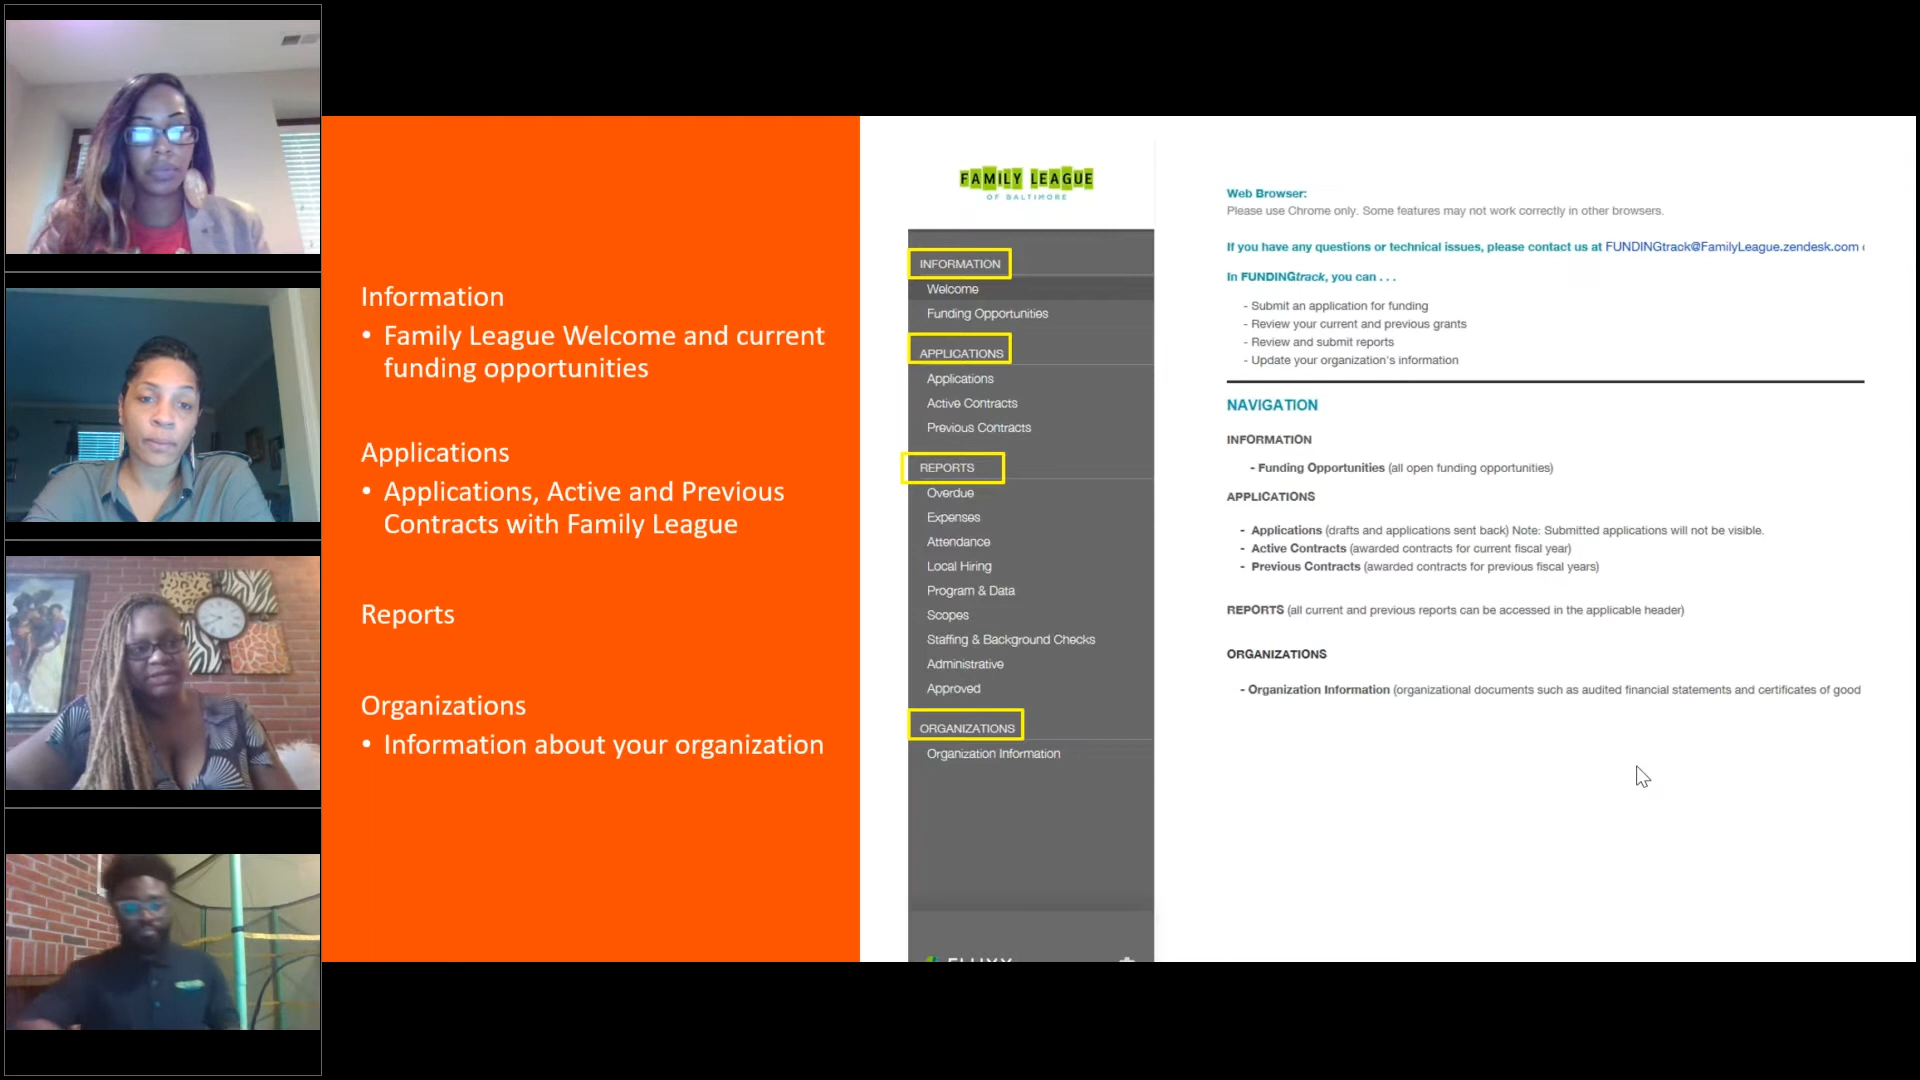 Information
• Family League Welcome and current
funding opportunities
Applications
• Applications, Active and Previous
Contracts with Family League
Reports
Organizations
• Information about your organization
FAMILY LEAGUE
OF BALTIMORE
INFORMATION
Welcome
Funding Opportunities
APPLICATIONS
Applications
Active Contracts
Previous Contracts
REPORTS
Overdue
Expenses
Attendance
Local Hiring
Program & Data
Scopes
Staffing & Background Checks
Administrative
Approved
ORGANIZATIONS
Organization Information
Web Browser:
Please use Chrome only. Some features may not work correctly in other browsers.
If you have any questions or technical issues, please contact us at FUNDINGtrack@FamilyLeague.zendesk.com
In FUNDINGtrack, you can . . .
- Submit an application for funding
- Review your current and previous grants
- Review and submit reports
- Update your organization's information
NAVIGATION
INFORMATION
- Funding Opportunities (all open funding opportunities)
APPLICATIONS
- Applications (drafts and applications sent back) Note: Submitted applications will not be visible.
- Active Contracts (awarded contracts for current fiscal year)
- Previous Contracts (awarded contracts for previous fiscal years)
REPORTS (all current and previous reports can be accessed in the applicable header)
ORGANIZATIONS
- Organization Information (organizational documents such as audited financial statements and certificates of good